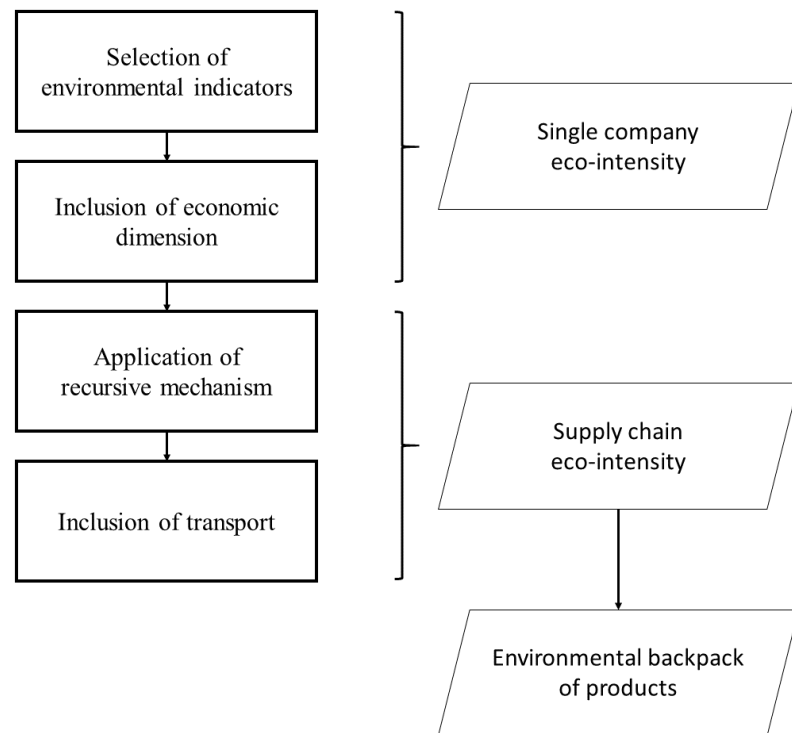 Selection of
environmental indicators
Single company
eco-intensity
Inclusion of economic
dimension
Application of
recursive mechanism
Supply chain
eco-intensity
Inclusion of transport
Environmental backpack
of products